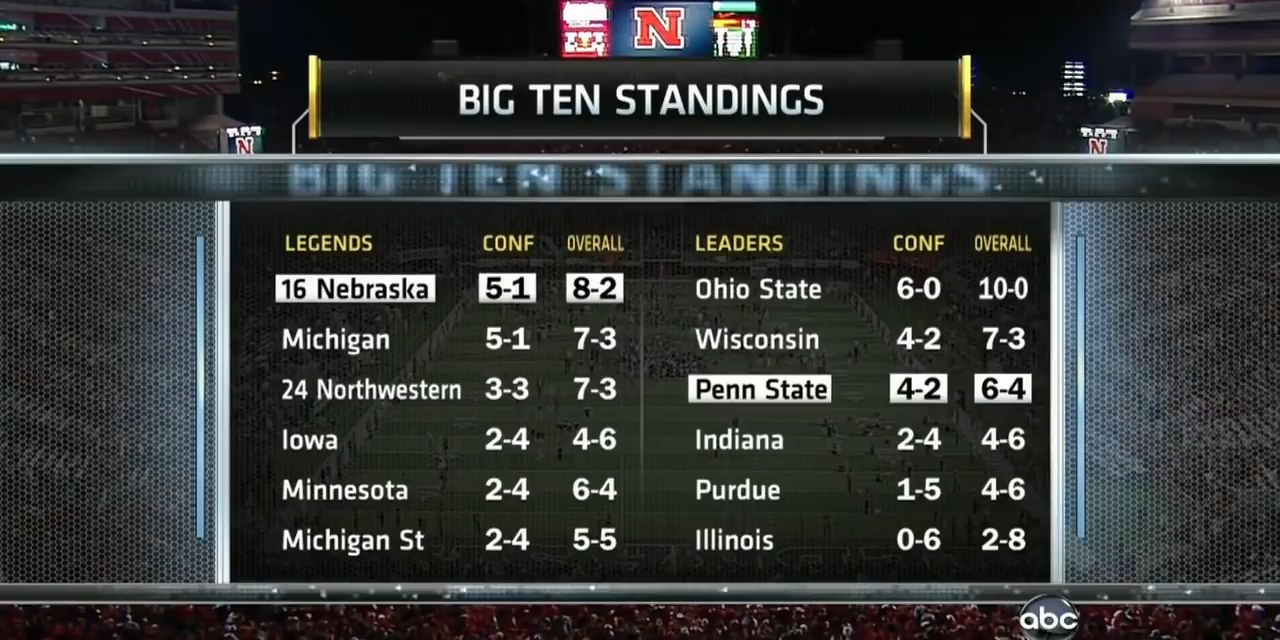 N
BIG TEN STANDINGS
N
N
BIG TEN STANDINGS
LEGENDS CONF OVERALL
16 Nebraska 5-1 8-2
Michigan 5-1 7-3
24 Northwestern 3-3 7-3
Iowa 2-4 4-6
Minnesota 2-4 6-4
Michigan St 2-4 5-5
LEADERS CONF OVERALL
Ohio State 6-0 10-0
Wisconsin 4-2 7-3
Penn State 4-2 6-4
Indiana 2-4 4-6
Purdue 1-5 4-6
Illinois 0-6 2-8
abc